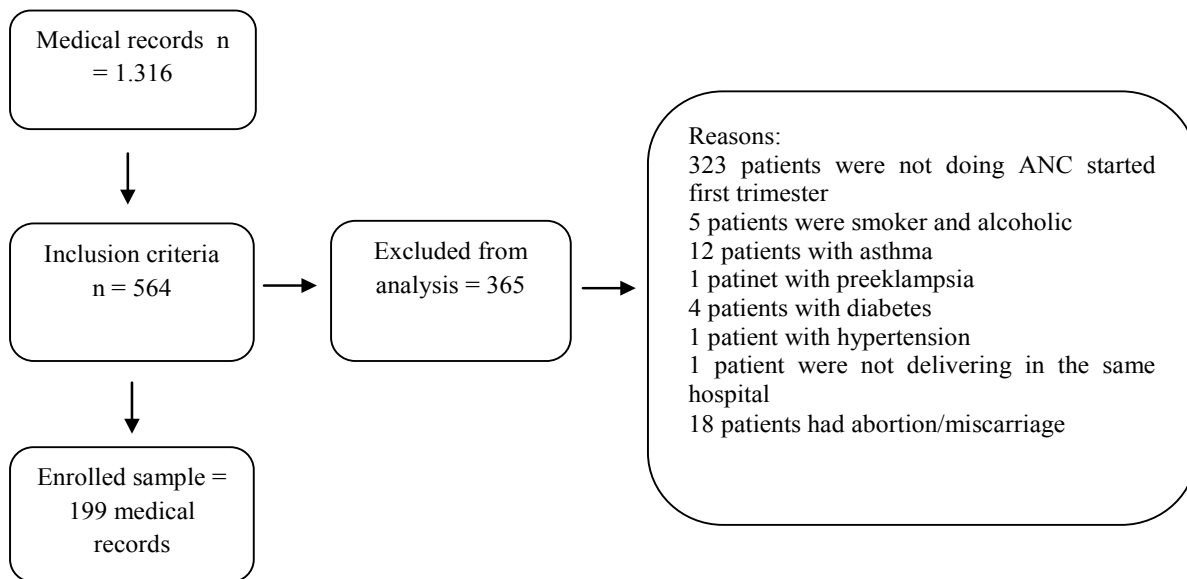 Medical records n
= 1.316
Inclusion criteria
n = 564
Excluded from
analysis = 365
Reasons:
323 patients were not doing ANC started
first trimester
5 patients were smoker and alcoholic
12 patients with asthma
1 patinet with preeklampsia
4 patients with diabetes
1 patient with hypertension
1 patient were not delivering in the same
hospital
18 patients had abortion/miscarriage
Enrolled sample =
199 medical
records